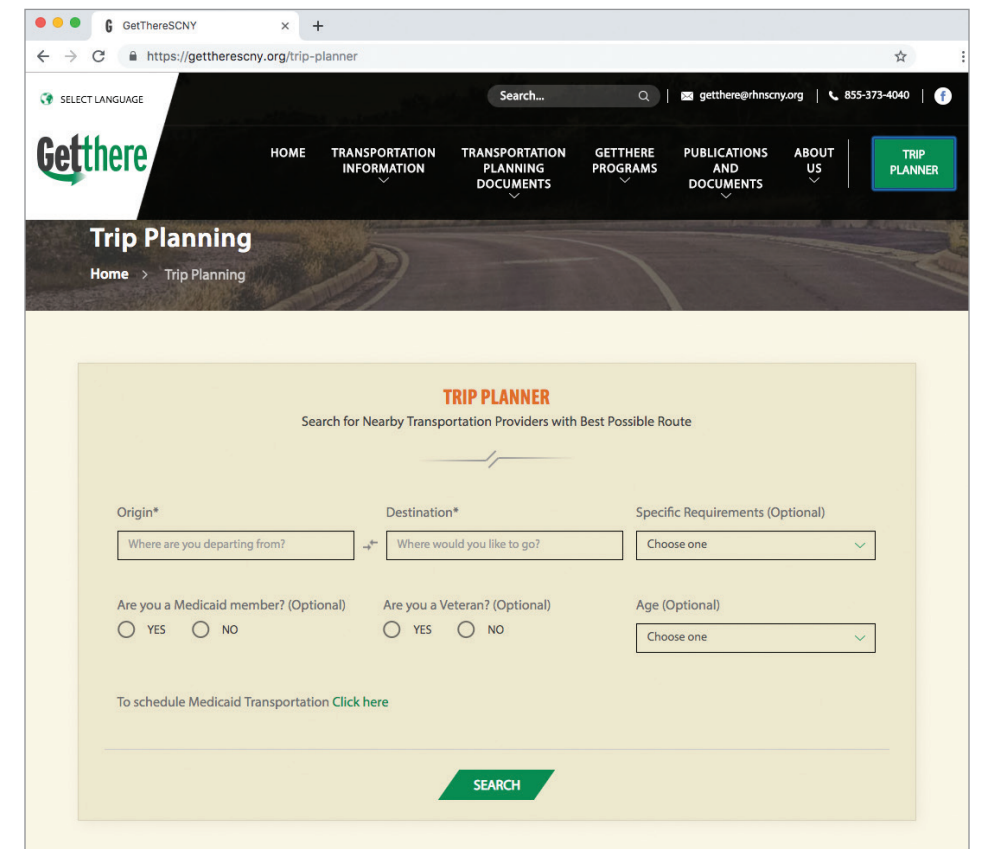 GetThereSCNY
https://gettherescny.org/trip-planner
SELECT LANGUAGE
Search...
getthere@rhnscny.org | 855-373-4040 |
Getthere
HOME
TRANSPORTATION
INFORMATION
TRANSPORTATION
PLANNING
DOCUMENTS
GETTHERE
PROGRAMS
PUBLICATIONS
AND
DOCUMENTS
ABOUT
US
TRIP
PLANNER
Trip Planning
Home > Trip Planning
TRIP PLANNER
Search for Nearby Transportation Providers with Best Possible Route
Origin*
Where are you departing from?
Destination*
Where would you like to go?
Specific Requirements (Optional)
Choose one
Are you a Medicaid member? (Optional)
YES NO
Are you a Veteran? (Optional)
YES NO
Age (Optional)
Choose one
To schedule Medicaid Transportation Click here
SEARCH